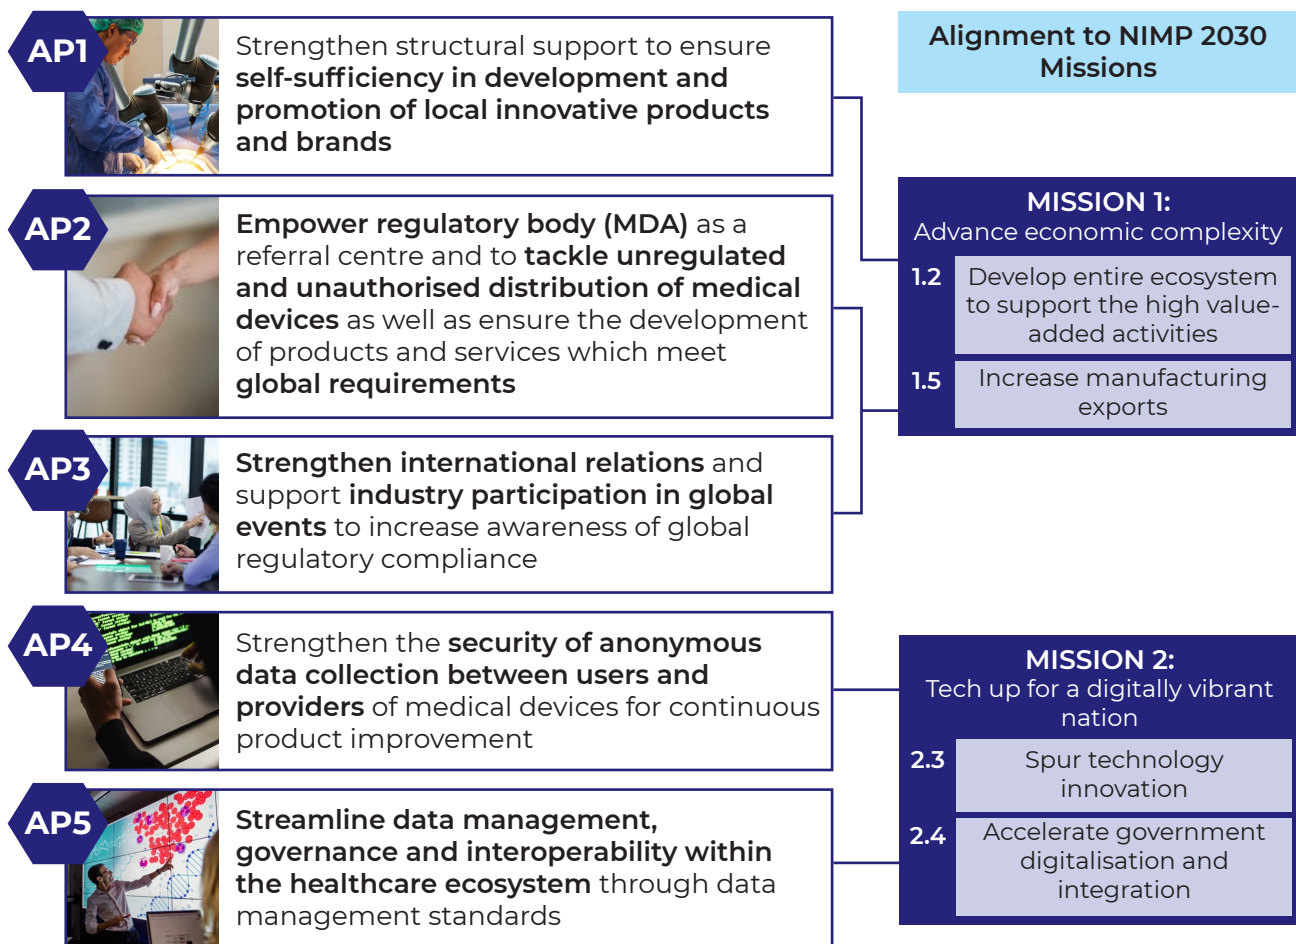 AP1
Strengthen structural support to ensure
self-sufficiency in development and
promotion of local innovative products
and brands
AP2
Empower regulatory body (MDA) as a
referral centre and to tackle unregulated
and unauthorised distribution of medical
devices as well as ensure the development
of products and services which meet
global requirements
AP3
Strengthen international relations and
support industry participation in global
events to increase awareness of global
regulatory compliance
AP4
Strengthen the security of anonymous
data collection between users and
providers of medical devices for continuous
product improvement
AP5
Streamline data management,
governance and interoperability within
the healthcare ecosystem through data
management standards
Alignment to NIMP 2030
Missions
MISSION 1:
Advance economic complexity
1.2 Develop entire ecosystem
to support the high value-
added activities
1.5 Increase manufacturing
exports
MISSION 2:
Tech up for a digitally vibrant
nation
2.3 Spur technology
innovation
2.4 Accelerate government
digitalisation and
integration